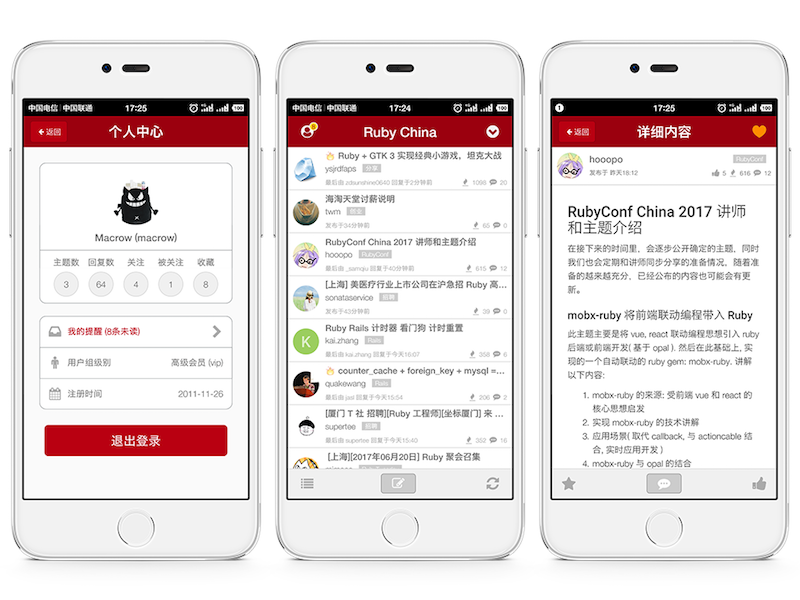 中国电信 | 中国联通
17:25
100
返回
个人中心
Macrow (macrow)
主题数 回复数 关注 被关注 收藏
3 64 4 1 8
我的提醒 (8条未读)
用户组级别 高级会员 (vip)
注册时间 2011-11-26
退出登录
中国电信 | 中国联通
17:24
100
Ruby China
Ruby + GTK 3 实现经典小游戏，坦克大战
ysjrdfaps 分享
最后由 zdsunshine0640 回复于2分钟前 1098 20
海淘天堂讨薪说明
twm
发布于34分钟前 65 0
RubyConf China 2017 讲师和主题介绍
hooopo RubyConf
最后由 _samqiu 回复于40分钟前 615 12
[上海] 美医疗行业上市公司在沪急招 Ruby 高...
sonataservice 招聘
发布于43分钟前 39 0
K
Ruby Rails 计时器 看门狗 计时重置
kai.zhang Rails
最后由 kai.zhang 回复于今天16:07 358 6
counter_cache + foreign_key + mysql =...
quakewang Rails
最后由 jasl 回复于今天15:54 206 2
[厦门 T 社 招聘][Ruby 工程师][坐标厦门] 来 ...
supertee 招聘
最后由 supertee 回复于今天15:43 352 16
[上海][2017年06月20日] Ruby 聚会召集
17:25
100
返回
详细内容
hooopo RubyConf
发布于 昨天18:12 5 616 12
RubyConf China 2017 讲师
和主题介绍
在接下来的时间里，会逐步公开确定的主题，同时
我们也会定期和讲师同步分享的准备情况，随着准
备的越来越充分，已经公布的内容也可能会有更
新。
mobx-ruby 将前端联动编程带入 Ruby
此主题主要是将 vue, react 联动编程思想引入 ruby
后端或前端开发( 基于 opal ). 然后在此基础上, 实
现的一个自动联动的 ruby gem: mobx-ruby. 讲解
以下内容:
1. mobx-ruby 的来源: 受前端 vue 和 react 的
核心思想启发
2. 实现 mobx-ruby 的技术讲解
3. 应用场景( 取代 callback, 与 actioncable 结
合, 实时应用开发 )
4. mobx-ruby 与 opal 的结合